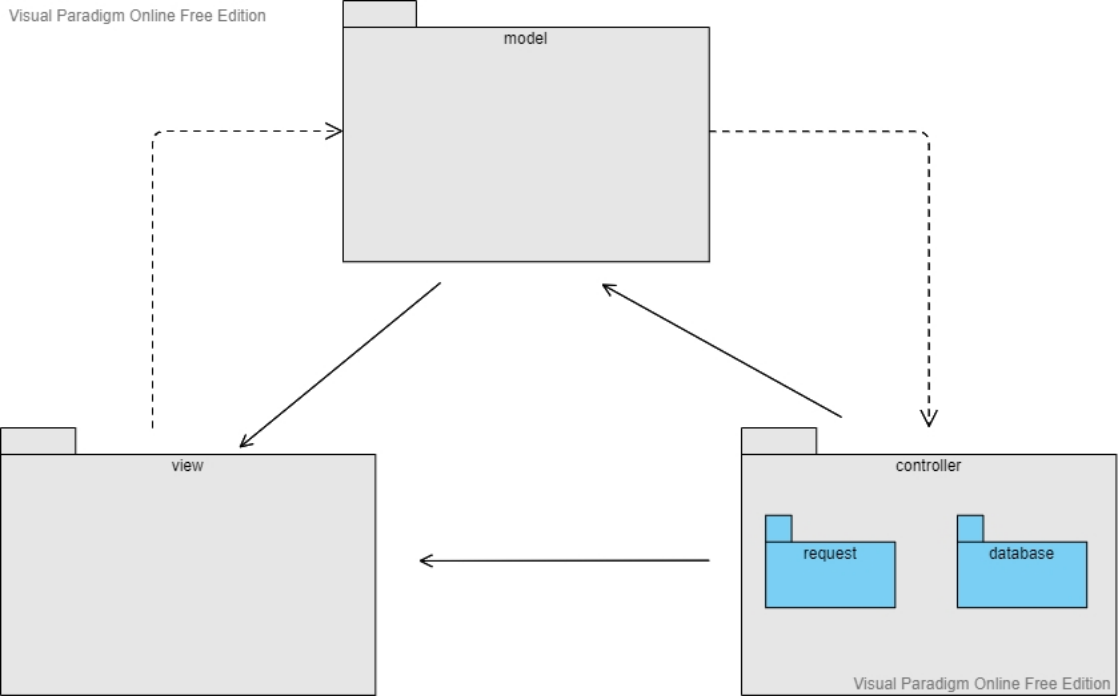 Visual Paradigm Online Free Edition
model
view
controller
request
database
Visual Paradigm Online Free Edition